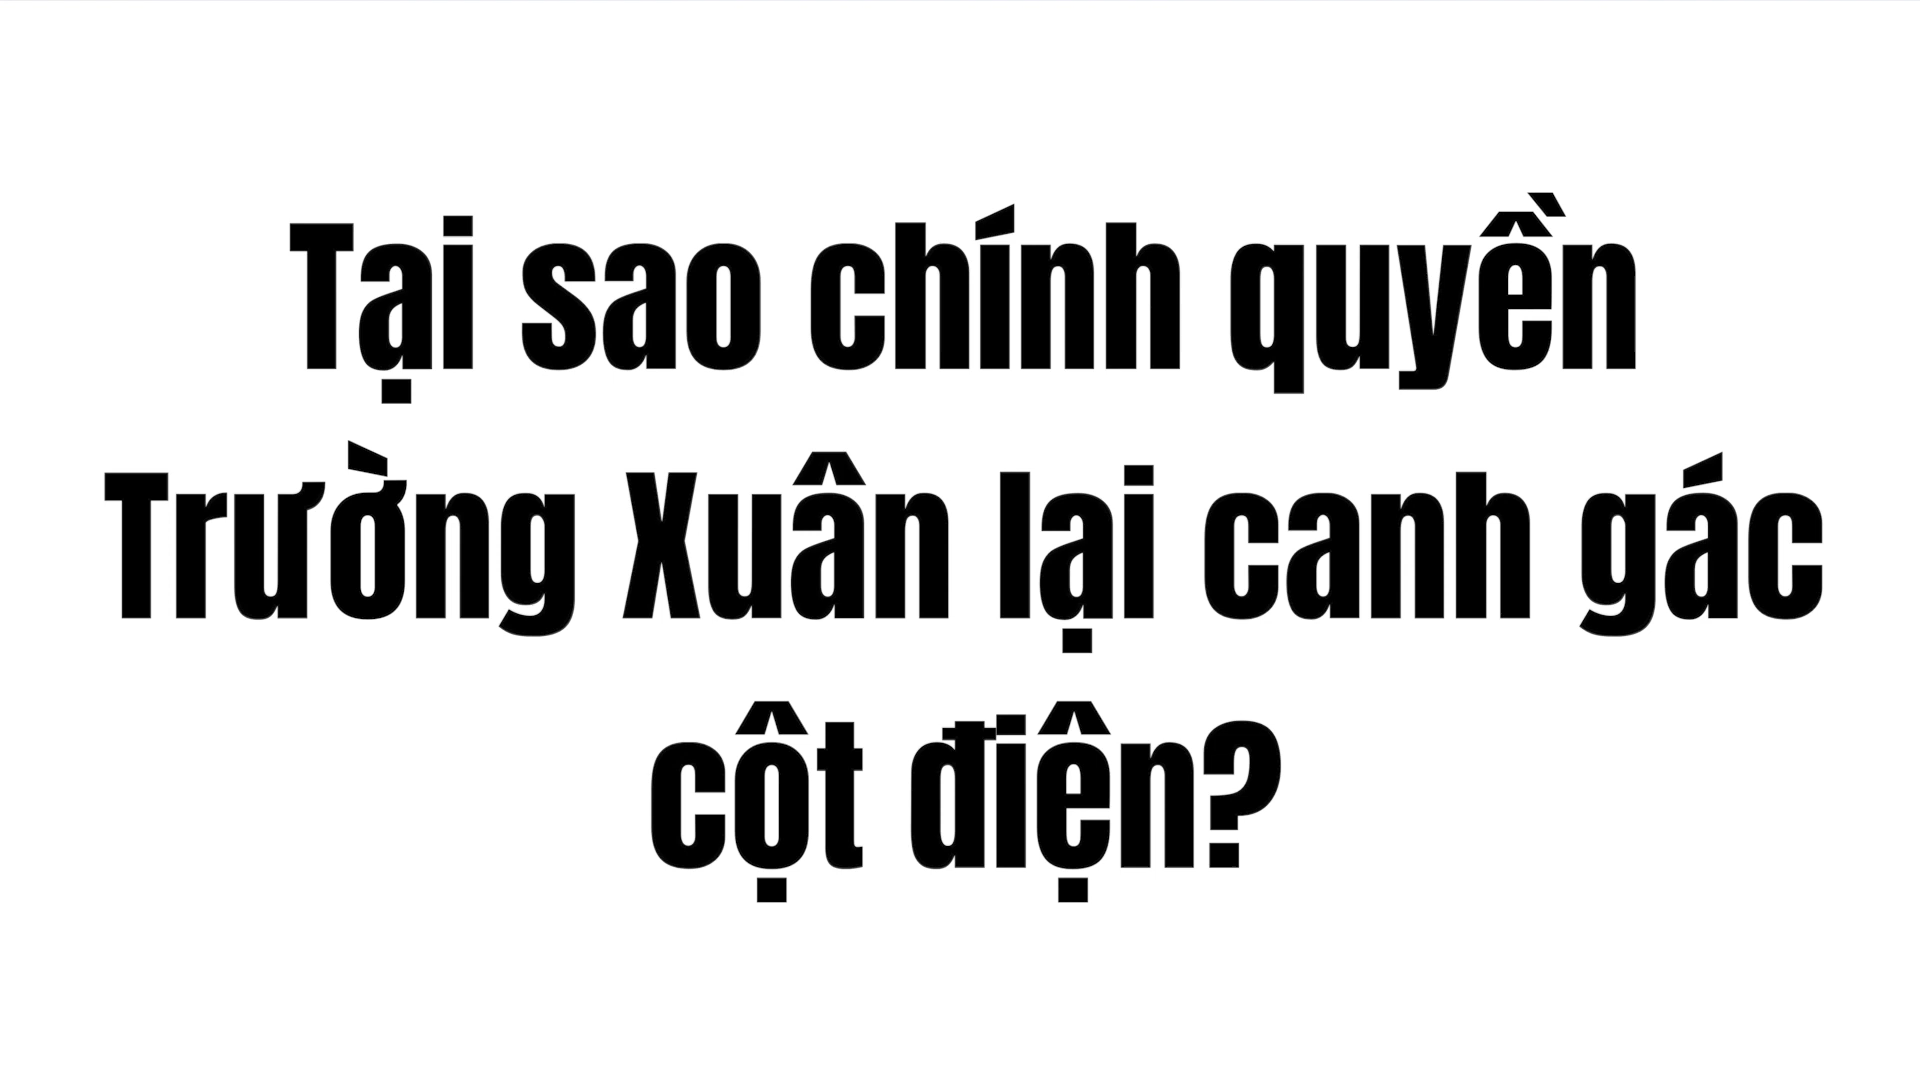 Tại sao chính quyền
Trường Xuân lại canh gác
cột điện?